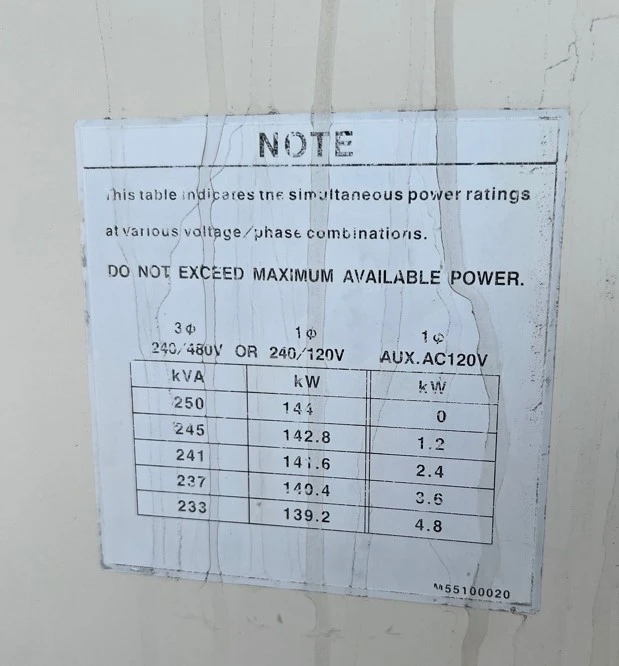 NOTE
This table indicates the simultaneous power ratings
at various voltage/phase combinations.
DO NOT EXCEED MAXIMUM AVAILABLE POWER.
3ϕ 1ϕ 1ϕ
240/480V OR 240/120V AUX.AC120V
kVA kW kW
250 144 0
245 142.8 1.2
241 141.6 2.4
237 140.4 3.6
233 139.2 4.8
M55100020